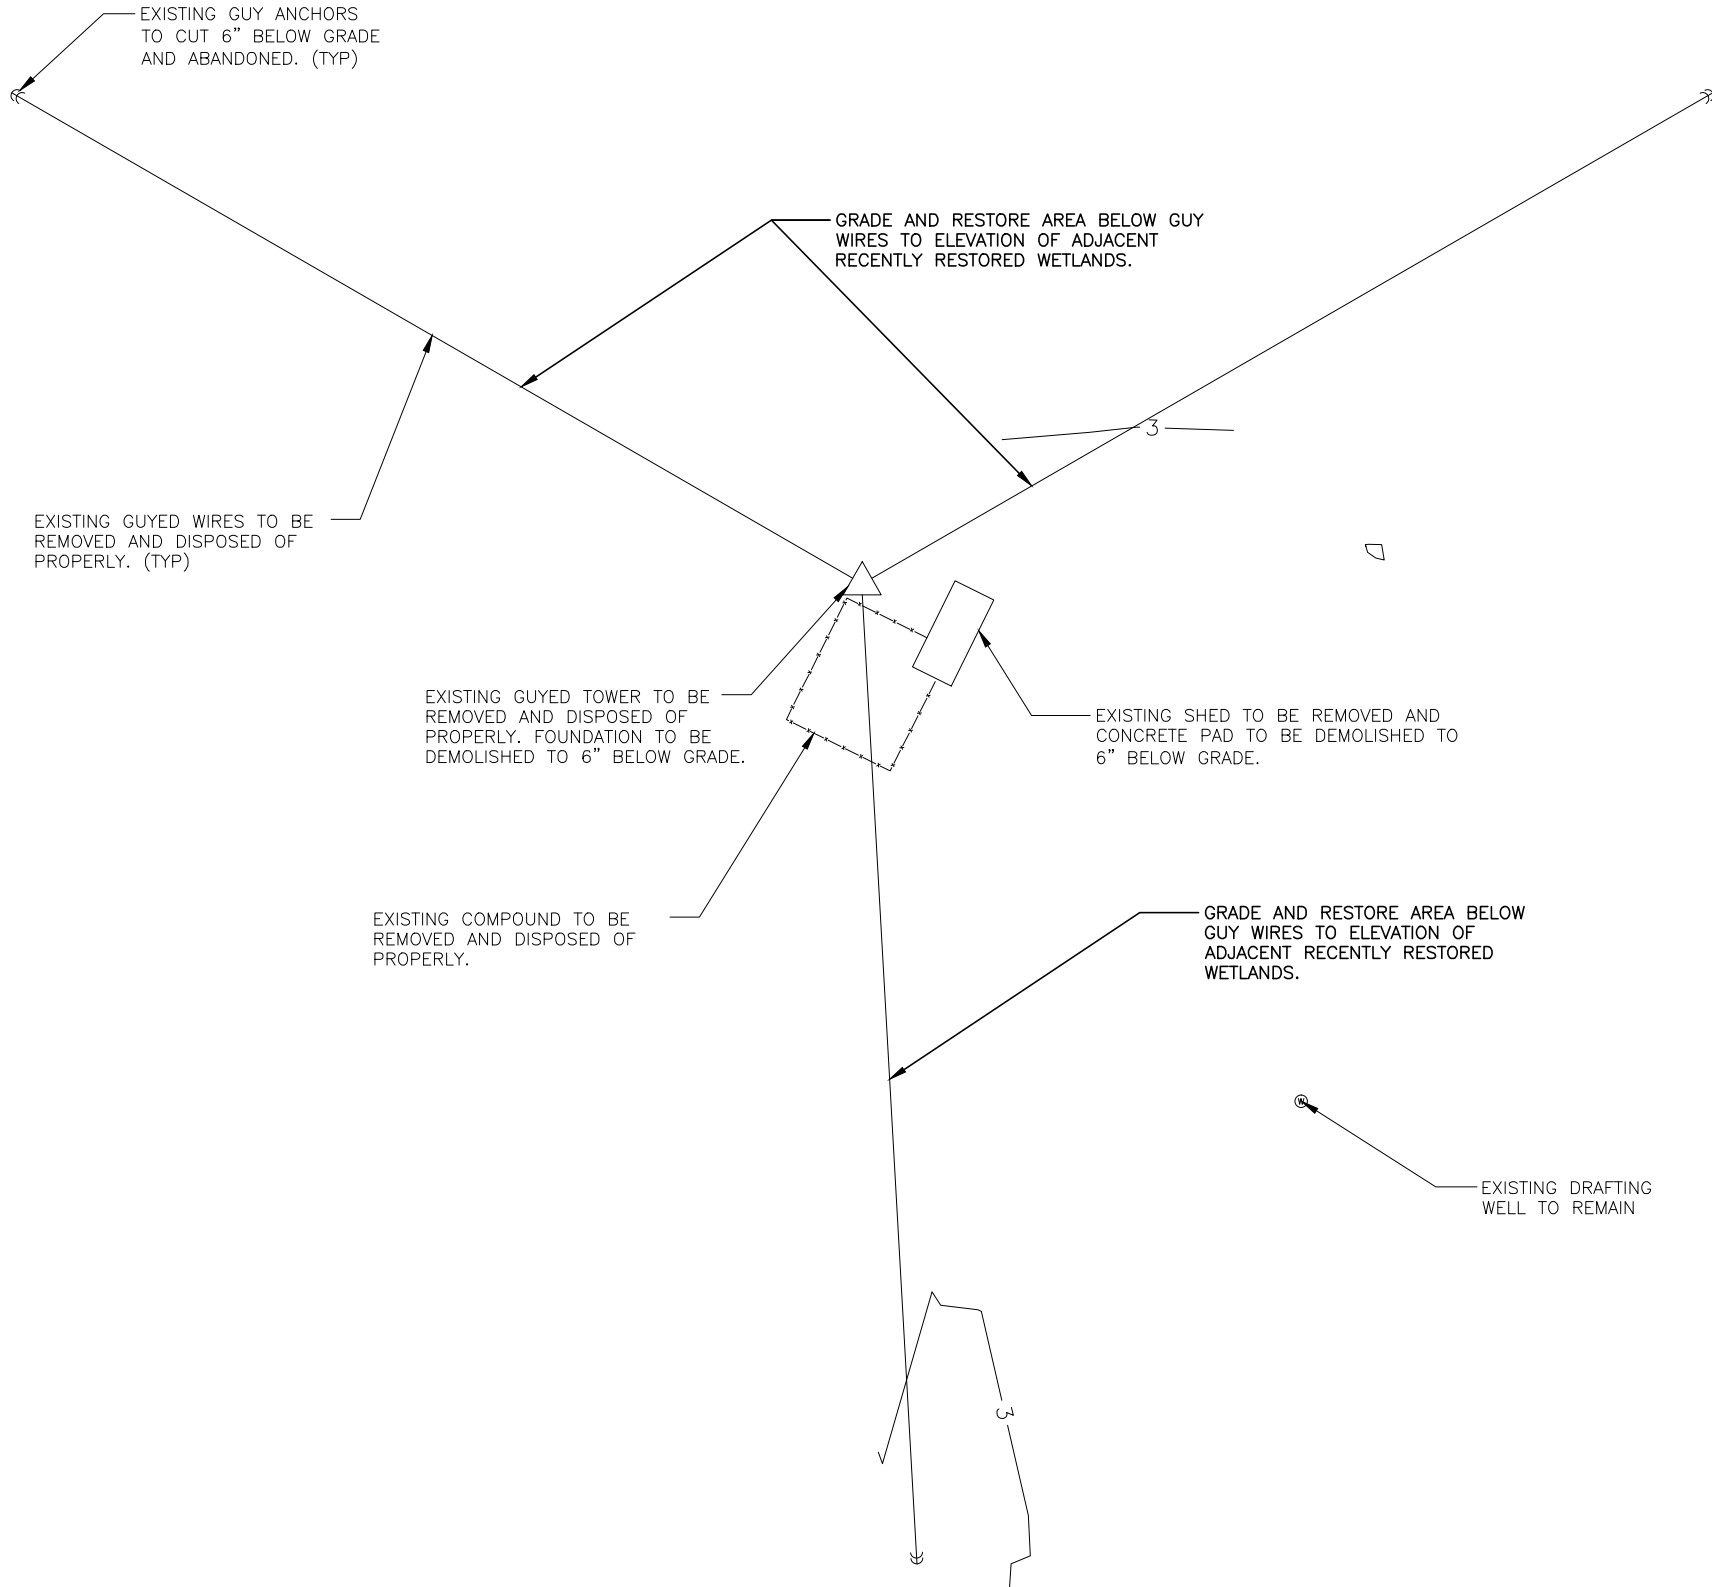 EXISTING GUY ANCHORS
TO CUT 6” BELOW GRADE
AND ABANDONED. (TYP)
GRADE AND RESTORE AREA BELOW GUY
WIRES TO ELEVATION OF ADJACENT
RECENTLY RESTORED WETLANDS.
3
EXISTING GUYED WIRES TO BE
REMOVED AND DISPOSED OF
PROPERLY. (TYP)
EXISTING GUYED TOWER TO BE
REMOVED AND DISPOSED OF
PROPERLY. FOUNDATION TO BE
DEMOLISHED TO 6” BELOW GRADE.
EXISTING SHED TO BE REMOVED AND
CONCRETE PAD TO BE DEMOLISHED TO
6” BELOW GRADE.
EXISTING COMPOUND TO BE
REMOVED AND DISPOSED OF
PROPERLY.
GRADE AND RESTORE AREA BELOW
GUY WIRES TO ELEVATION OF
ADJACENT RECENTLY RESTORED
WETLANDS.
W
EXISTING DRAFTING
WELL TO REMAIN
3